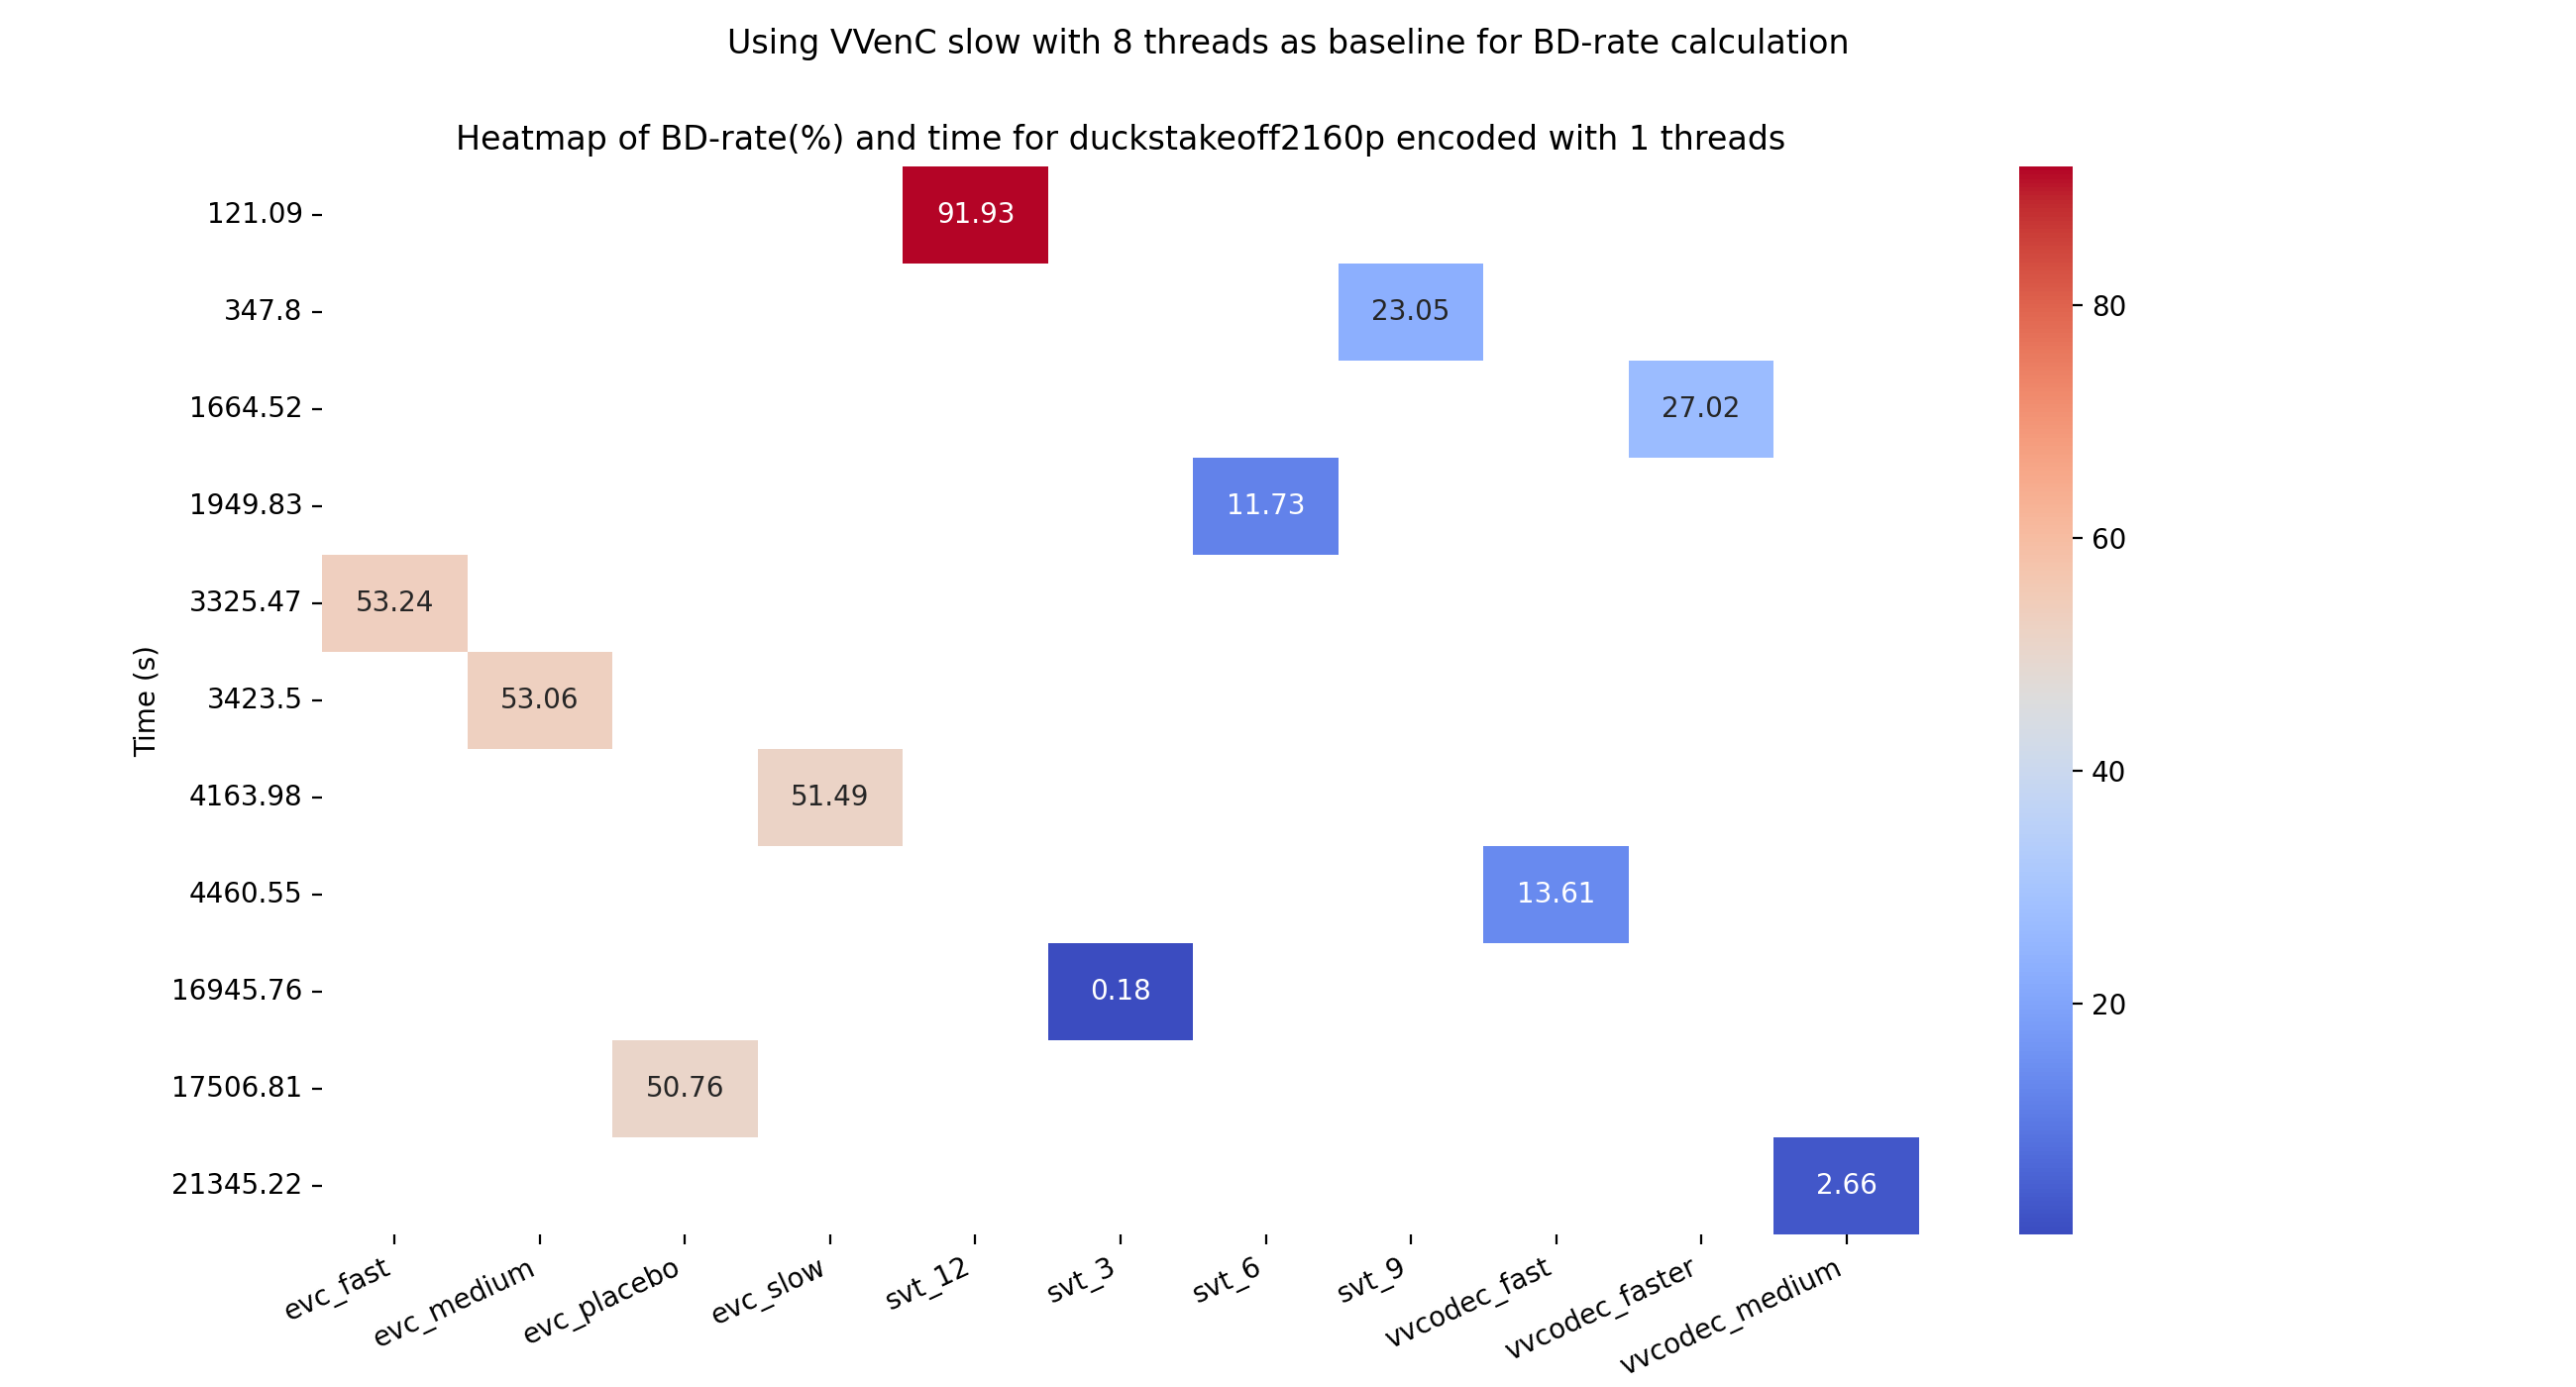 Using VVenC slow with 8 threads as baseline for BD-rate calculation
Heatmap of BD-rate(%) and time for duckstakeoff2160p encoded with 1 threads
Time (s)
121.09
91.93
347.8
23.05
1664.52
27.02
1949.83
11.73
3325.47
53.24
3423.5
53.06
4163.98
51.49
4460.55
13.61
16945.76
0.18
17506.81
50.76
21345.22
2.66
evc_fast
evc_medium
evc_placebo
evc_slow
svt_12
svt_3
svt_6
svt_9
vvcodec_fast
vvcodec_faster
vvcodec_medium
80
60
40
20